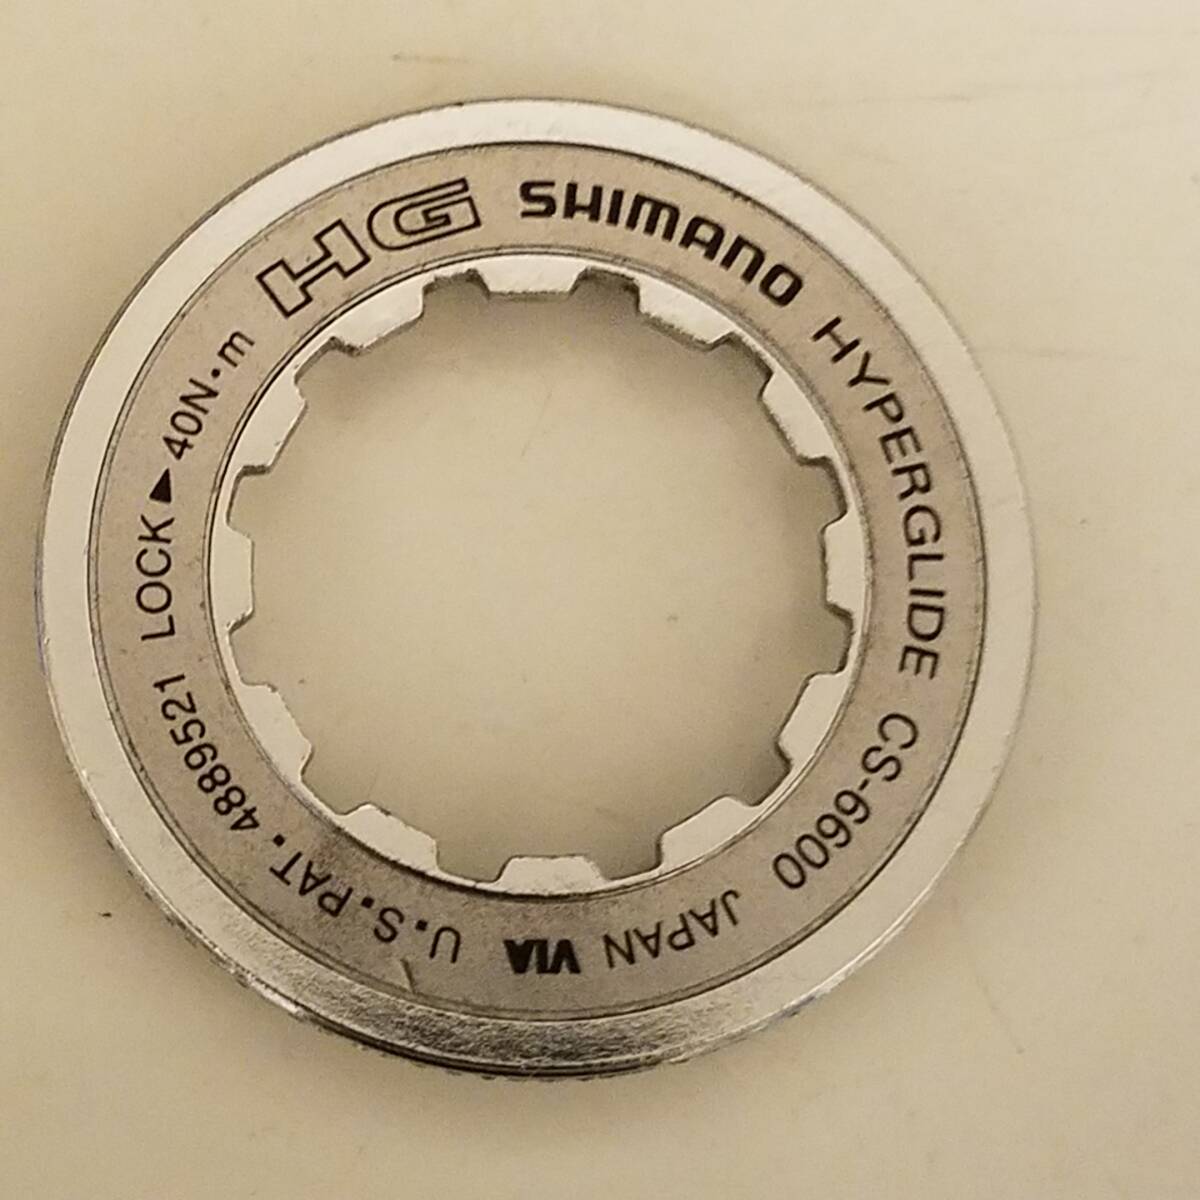 HG SHIMANO HYPERGLIDE CS-6600 JAPAN VIA U.S.PAT.4889521 LOCK▶40N·m